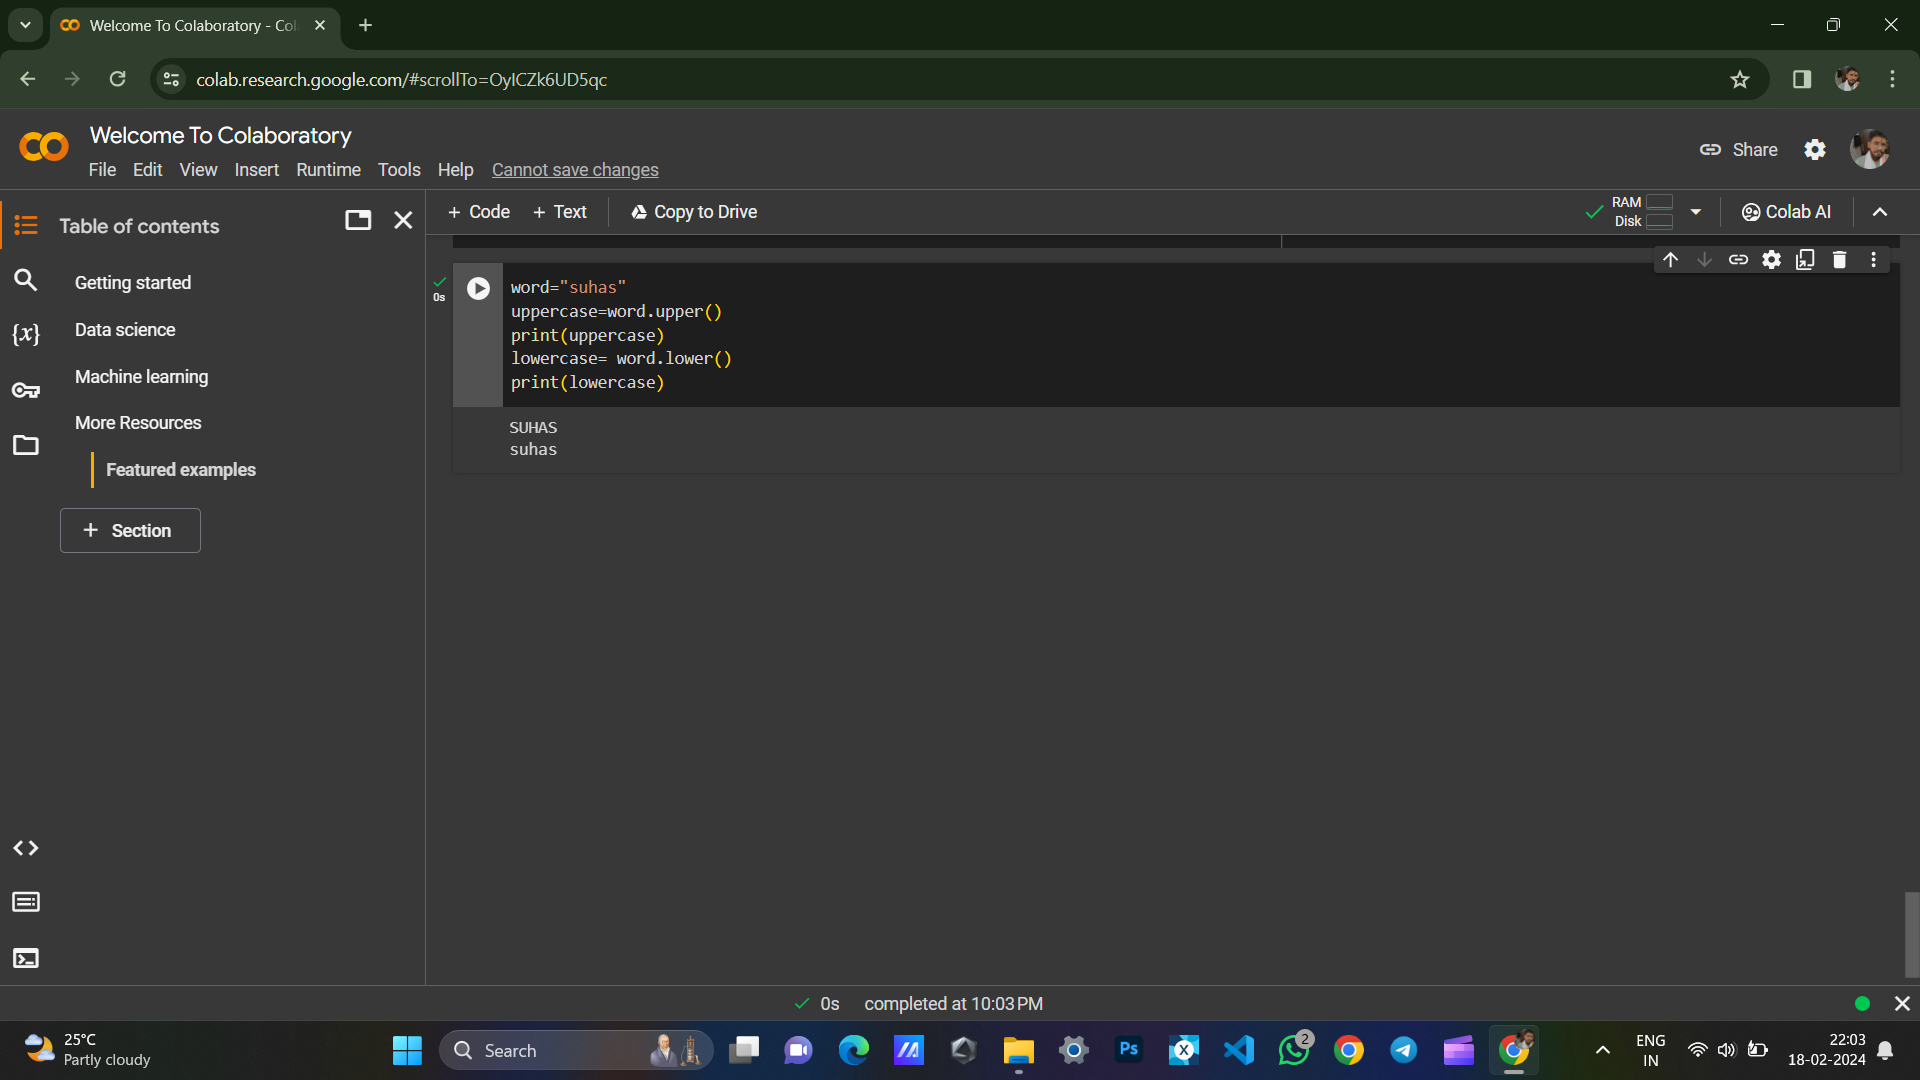 Welcome To Colaboratory - Col
colab.research.google.com/#scrollTo=OyICZk6UD5qc
Welcome To Colaboratory
File Edit View Insert Runtime Tools Help Cannot save changes
Share
Table of contents
+ Code + Text Copy to Drive
RAM
Disk
Colab AI
Getting started
Data science
Machine learning
More Resources
Featured examples
+ Section
{x}
0s
word="suhas"
uppercase=word.upper()
print(uppercase)
lowercase= word.lower()
print(lowercase)
SUHAS
suhas
0s completed at 10:03 PM
25°C
Partly cloudy
Search
Ps
X
2
ENG
IN
22:03
18-02-2024